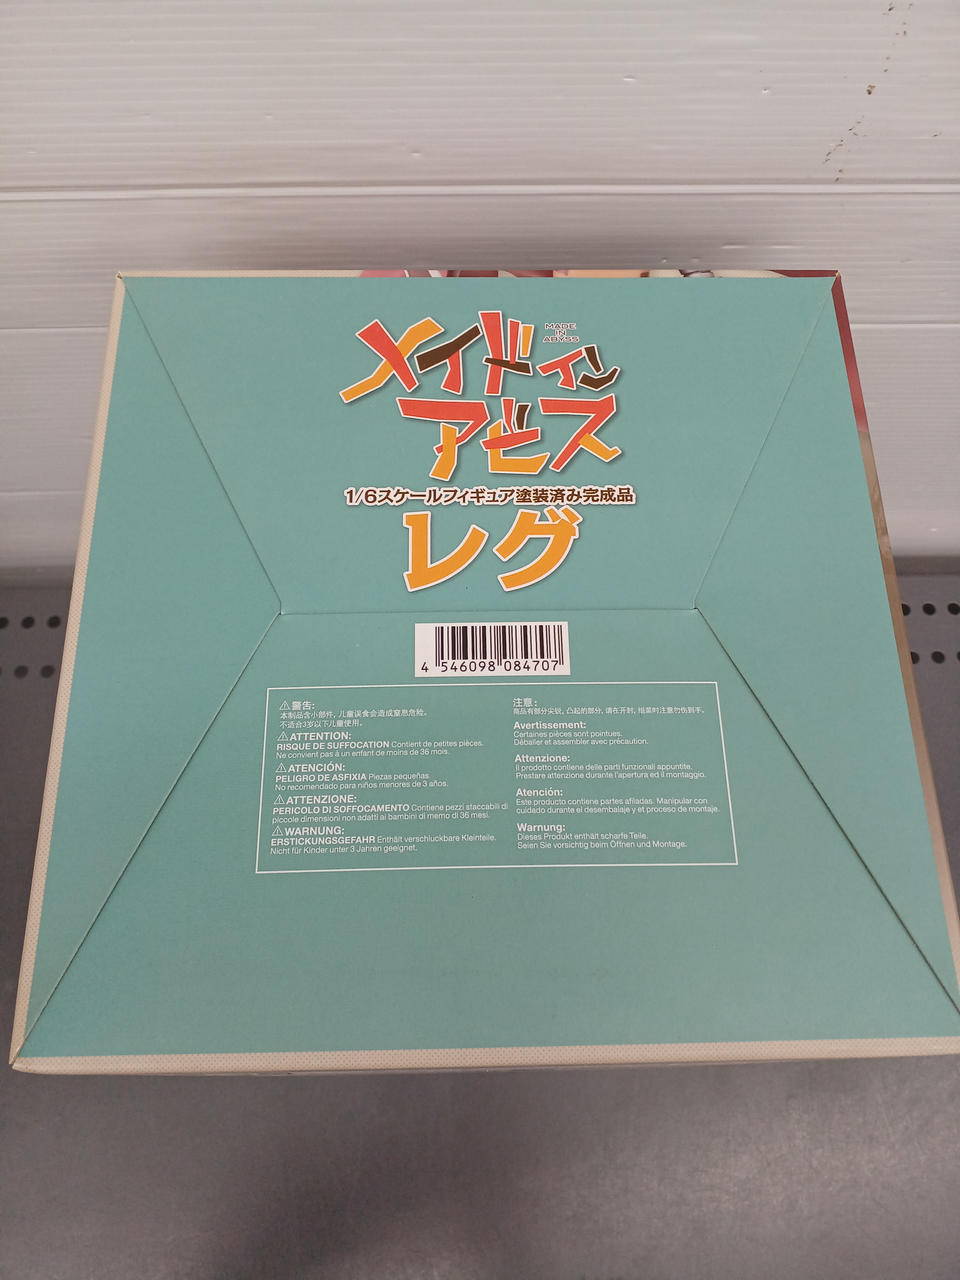 メイドイン
MADE
IN
ABYSS
アビス
1/6スケールフィギュア塗装済み完成品
レグ
4 546098 084707
警告:
本制品含小部件, 儿童误食会造成窒息危险。
不适合3岁以下儿童使用。
ATTENTION:
RISQUE DE SUFFOCATION Contient de petites pièces.
Ne convient pas à un enfant de moins de 36 mois.
ATENCIÓN:
PELIGRO DE ASFIXIA Piezas pequeñas
No recomendado para niños menores de 3 años.
ATTENZIONE:
PERICOLO DI SOFFOCAMENTO Contiene pezzi staccabili di
piccole dimensioni non adatti ai bambini di memo di 36 mesi.
WARNUNG:
ERSTICKUNGSGEFAHR Enthält verschluckbare Kleinteile.
Nicht für Kinder unter 3 Jahren geeignet.
注意:
商品有部分尖锐, 凸起的部分, 请在开封, 组装时注意勿伤到手。
Avertissement:
Certaines pièces sont pointues.
Déballer et assembler avec précaution.
Attenzione:
Il prodotto contiene delle parti funzionali appuntite.
Prestare attenzione durante l'apertura ed il montaggio.
Atención:
Este producto contiene partes afiladas. Manipular con
cuidado durante el desembalaje y el proceso de montaje.
Warnung:
Dieses Produkt enthält scharfe Teile.
Seien Sie vorsichtig beim Öffnen und Montage.